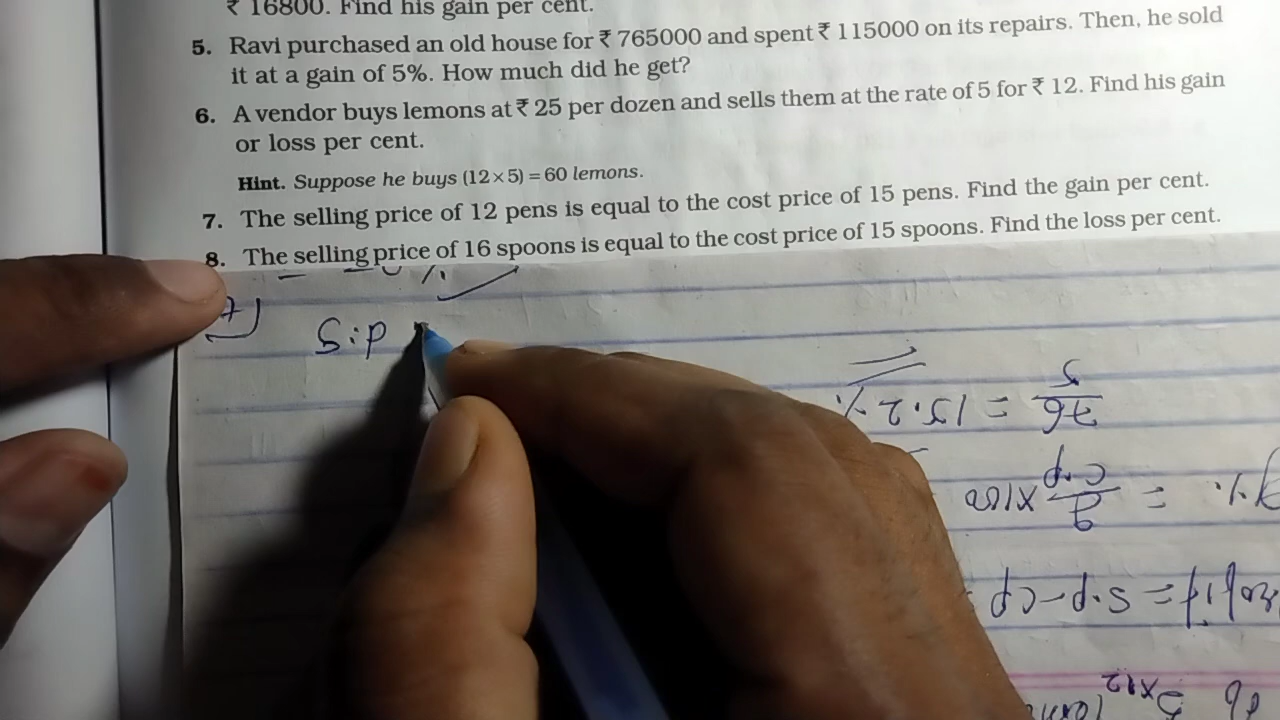 ₹ 16800. Find his gain per cent.
5. Ravi purchased an old house for ₹ 765000 and spent ₹ 115000 on its repairs. Then, he sold
it at a gain of 5%. How much did he get?
6. A vendor buys lemons at ₹ 25 per dozen and sells them at the rate of 5 for ₹ 12. Find his gain
or loss per cent.
Hint. Suppose he buys (12×5) = 60 lemons.
7. The selling price of 12 pens is equal to the cost price of 15 pens. Find the gain per cent.
8. The selling price of 16 spoons is equal to the cost price of 15 spoons. Find the loss per cent.
7
S.p
76/5 = 15.2%
g% = g/c.p ×100
= s.p-cp